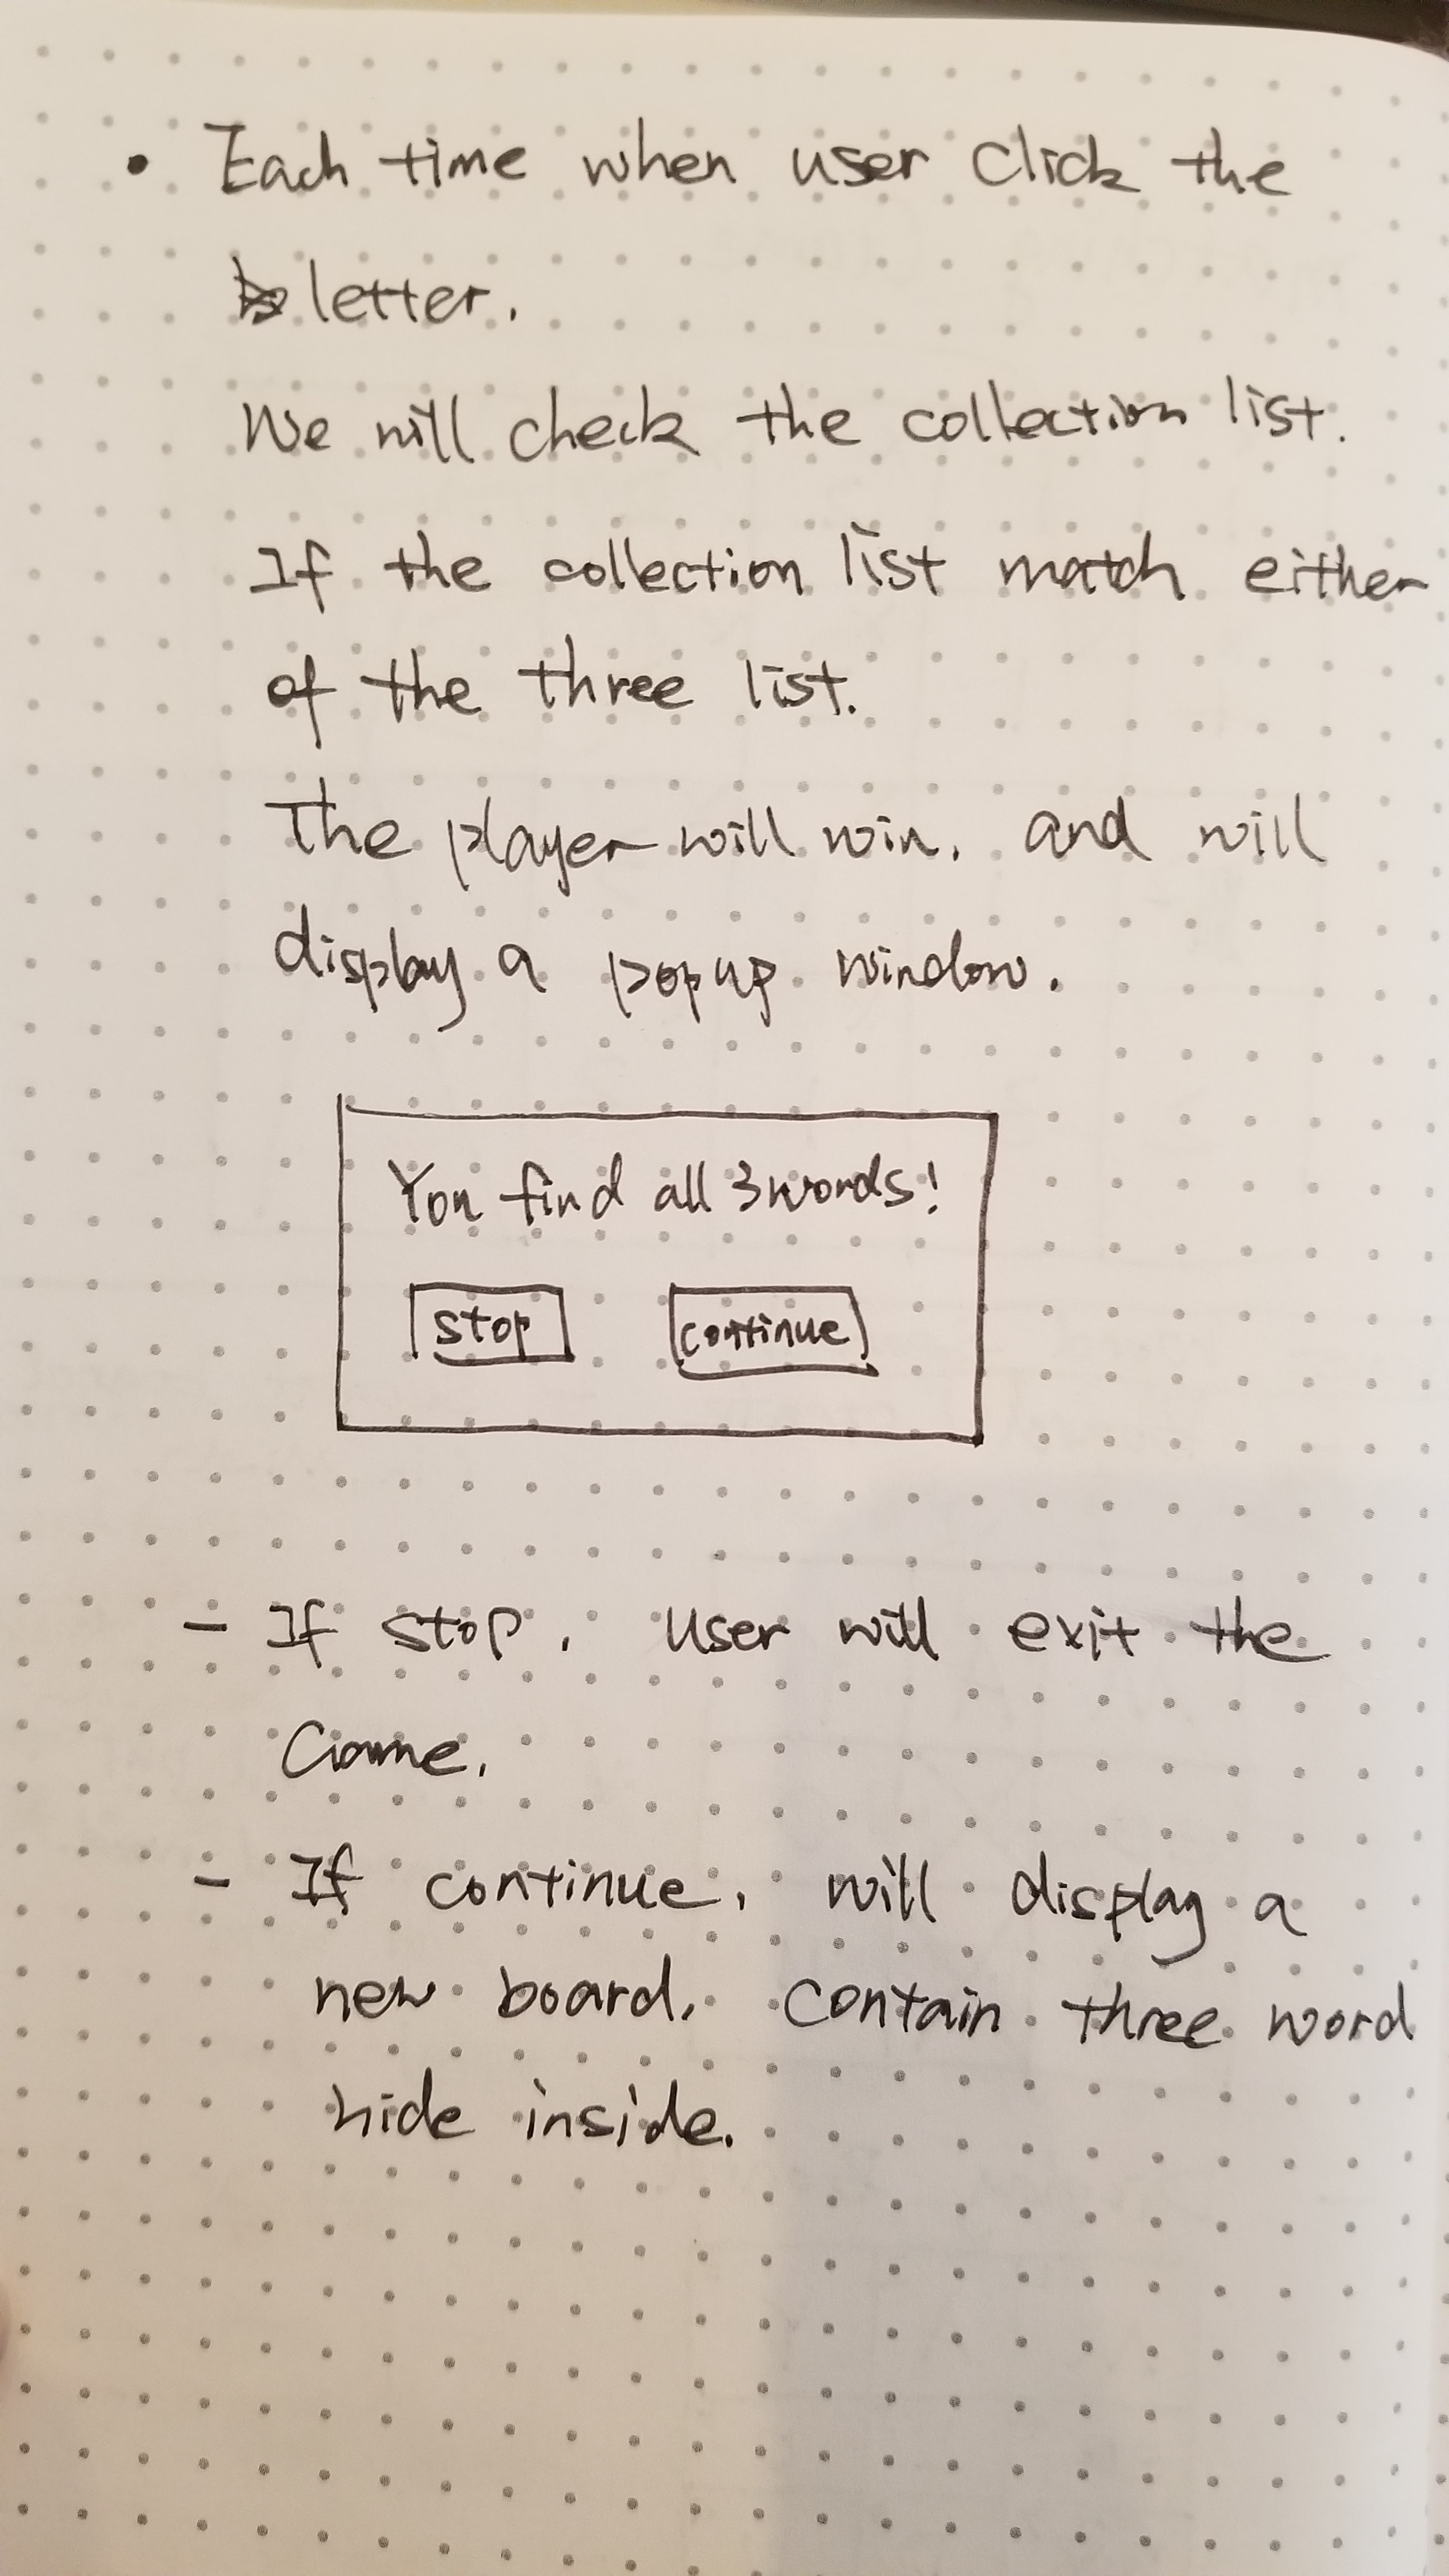 • Each time when user click the
letter.
We will check the collection list.
If the collection list match either
of the three list.
The player will win. and will
display a popup window.
You find all 3 words!
stop continue
- If stop, user will exit the
Game.
- If continue, will display a
new board, contain three word
hide inside.